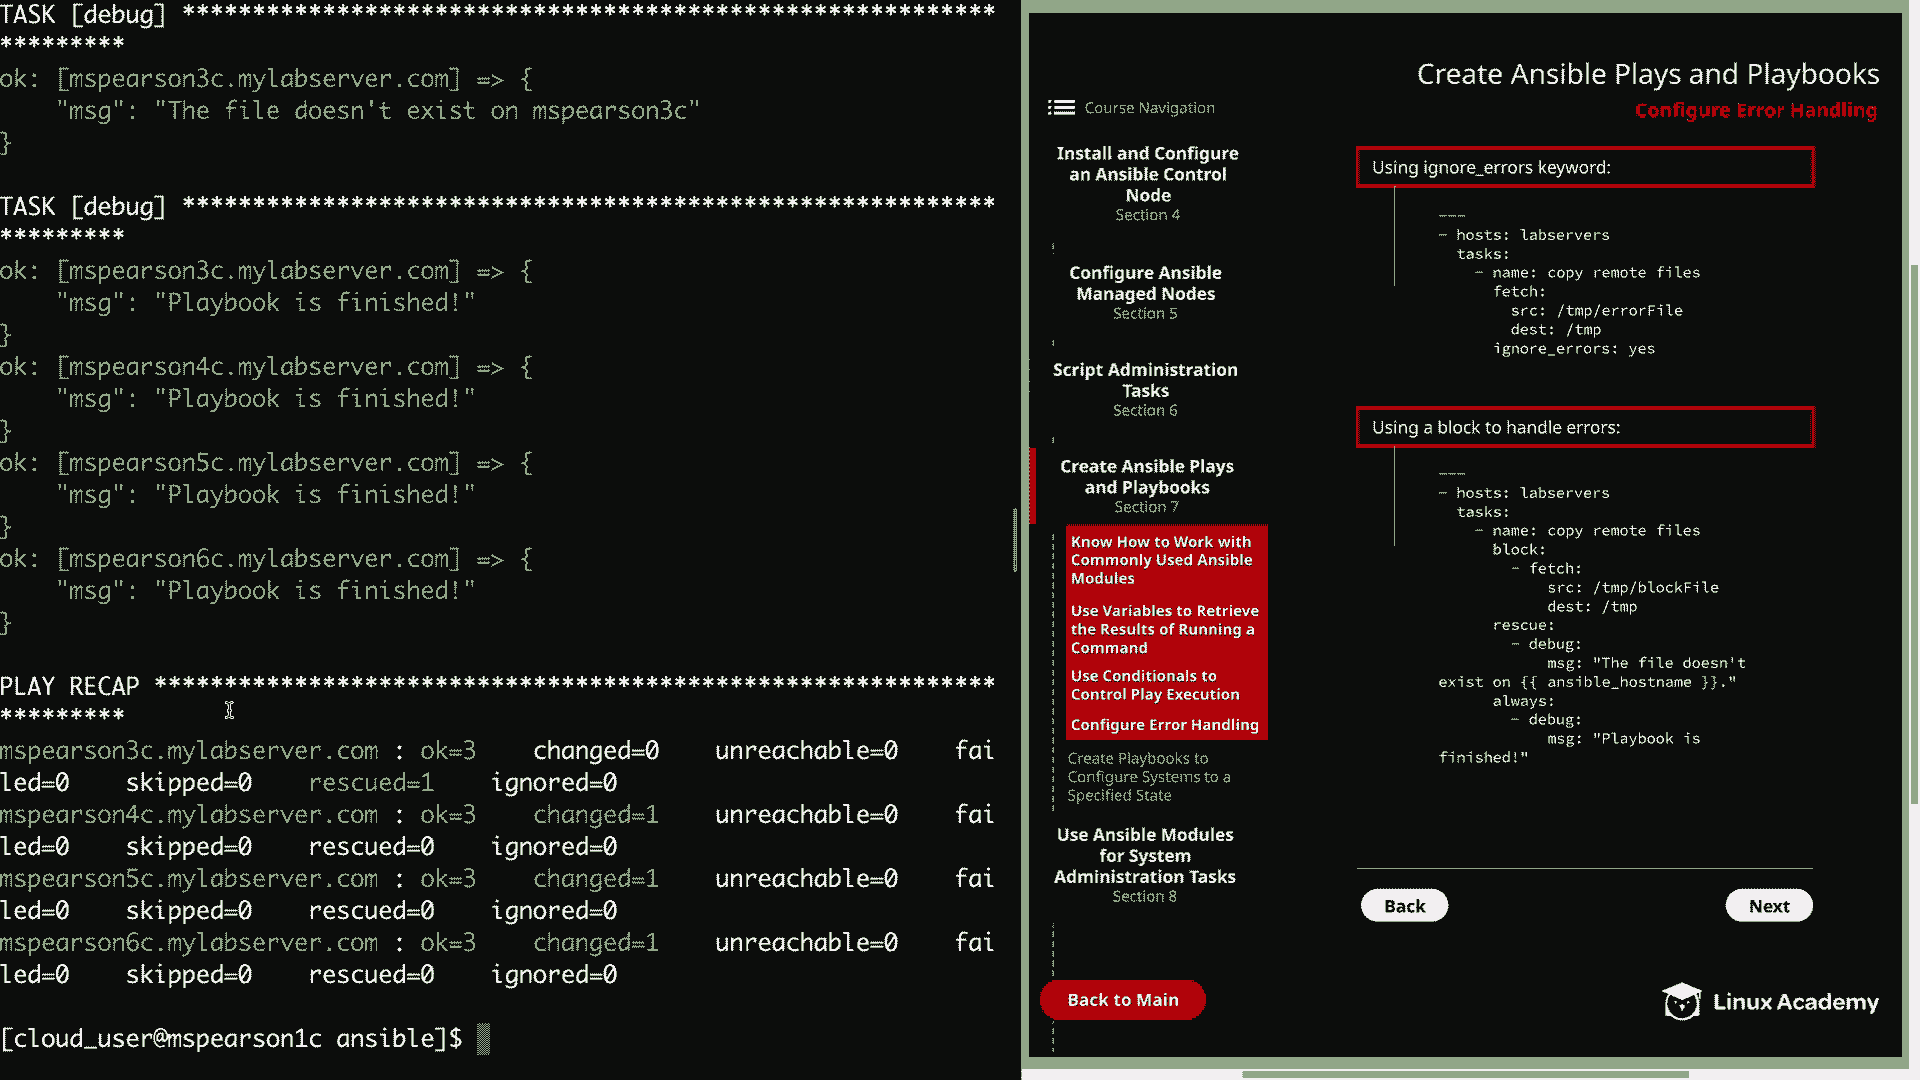 TASK [debug] **********************************************************
*********
ok: [mspearson3c.mylabserver.com] => {
    "msg": "The file doesn't exist on mspearson3c"
}
TASK [debug] **********************************************************
*********
ok: [mspearson3c.mylabserver.com] => {
    "msg": "Playbook is finished!"
}
ok: [mspearson4c.mylabserver.com] => {
    "msg": "Playbook is finished!"
}
ok: [mspearson5c.mylabserver.com] => {
    "msg": "Playbook is finished!"
}
ok: [mspearson6c.mylabserver.com] => {
    "msg": "Playbook is finished!"
}
PLAY RECAP ************************************************************
*********
mspearson3c.mylabserver.com : ok=3    changed=0    unreachable=0    fai
led=0    skipped=0    rescued=1    ignored=0
mspearson4c.mylabserver.com : ok=3    changed=1    unreachable=0    fai
led=0    skipped=0    rescued=0    ignored=0
mspearson5c.mylabserver.com : ok=3    changed=1    unreachable=0    fai
led=0    skipped=0    rescued=0    ignored=0
mspearson6c.mylabserver.com : ok=3    changed=1    unreachable=0    fai
led=0    skipped=0    rescued=0    ignored=0
[cloud_user@mspearson1c ansible]$
Create Ansible Plays and Playbooks
Configure Error Handling
Course Navigation
Install and Configure
an Ansible Control
Node
Section 4
Configure Ansible
Managed Nodes
Section 5
Script Administration
Tasks
Section 6
Create Ansible Plays
and Playbooks
Section 7
Know How to Work with
Commonly Used Ansible
Modules
Use Variables to Retrieve
the Results of Running a
Command
Use Conditionals to
Control Play Execution
Configure Error Handling
Create Playbooks to
Configure Systems to a
Specified State
Use Ansible Modules
for System
Administration Tasks
Section 8
Back to Main
Using ignore_errors keyword:
---
- hosts: labservers
  tasks:
    - name: copy remote files
      fetch:
        src: /tmp/errorFile
        dest: /tmp
      ignore_errors: yes
Using a block to handle errors:
---
- hosts: labservers
  tasks:
    - name: copy remote files
      block:
        - fetch:
            src: /tmp/blockFile
            dest: /tmp
      rescue:
        - debug:
            msg: "The file doesn't
exist on {{ ansible_hostname }}."
      always:
        - debug:
            msg: "Playbook is
finished!"
Back
Next
Linux Academy